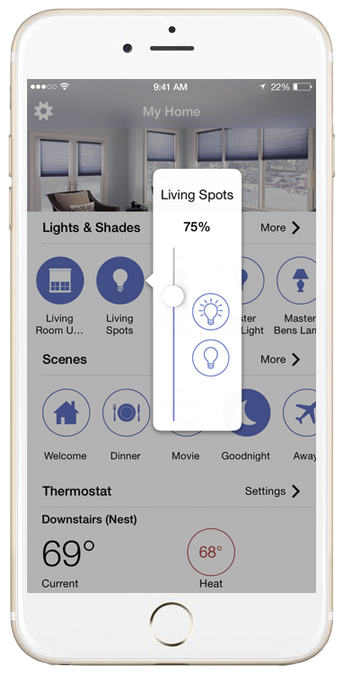 9:41 AM
22%
My Home
Living Spots
75%
Lights & Shades
More
Living
Room U...
Living
Spots
ster
Light
Master
Bens Lan
Scenes
More
Welcome
Dinner
Movie
Goodnight
Away
Thermostat
Settings
Downstairs (Nest)
69°
68°
Current
Heat